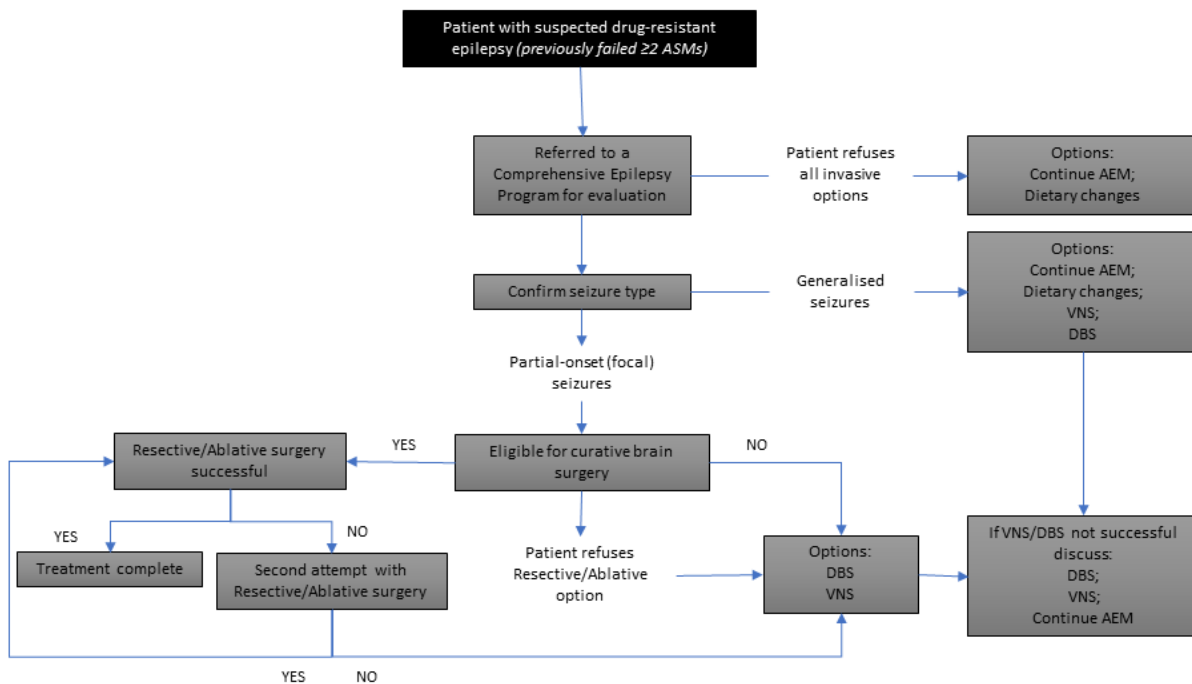 Patient with suspected drug-resistant
epilepsy (previously failed ≥2 ASMs)
Referred to a
Comprehensive Epilepsy
Program for evaluation
Patient refuses
all invasive
options
Options:
Continue AEM;
Dietary changes
Confirm seizure type
Generalised
seizures
Options:
Continue AEM;
Dietary changes;
VNS;
DBS
Partial-onset (focal)
seizures
Resective/Ablative surgery
successful
YES
Eligible for curative brain
surgery
NO
YES
NO
Treatment complete
Second attempt with
Resective/Ablative surgery
Patient refuses
Resective/Ablative
option
Options:
DBS
VNS
If VNS/DBS not successful
discuss:
DBS;
VNS;
Continue AEM
YES
NO